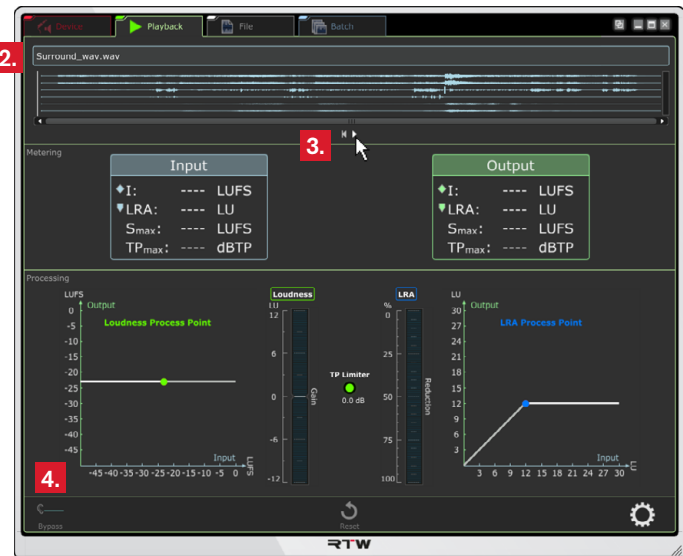 Device
Playback
File
Batch
2.
Surround_wav.wav
3.
Metering
Input
I: ---- LUFS
LRA: ---- LU
Smax: ---- LUFS
TPmax: ---- dBTP
Output
I: ---- LUFS
LRA: ---- LU
Smax: ---- LUFS
TPmax: ---- dBTP
Processing
LUFS
Output
Loudness Process Point
0
-5
-10
-15
-20
-25
-30
-35
-40
-45
-45 -40 -35 -30 -25 -20 -15 -10 -5 0
Input
LUFS
Loudness
LU
12
6
0
-6
-12
Gain
TP Limiter
0.0 dB
LRA
%
0
25
50
75
100
Reduction
LU
Output
LRA Process Point
30
27
24
21
18
15
12
9
6
3
3 6 9 12 15 18 21 24 27 30
Input
LU
4.
Bypass
Reset
RTW